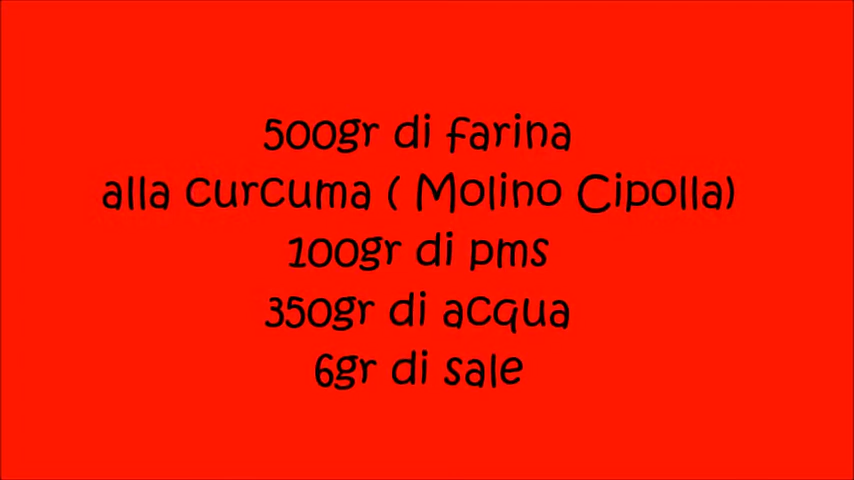 500gr di farina
alla curcuma ( Molino Cipolla)
100gr di pms
350gr di acqua
6gr di sale